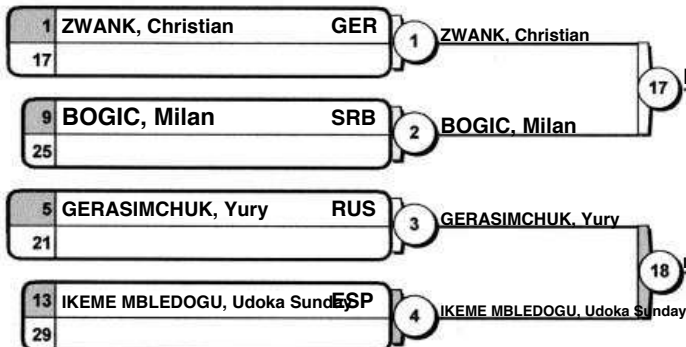 1 ZWANK, Christian GER
17
1
ZWANK, Christian
17
9 BOGIC, Milan SRB
25
2
BOGIC, Milan
5 GERASIMCHUK, Yury RUS
21
3
GERASIMCHUK, Yury
18
13 IKEME MBLEDOGU, Udoka Sunday ESP
29
4
IKEME MBLEDOGU, Udoka Sunday